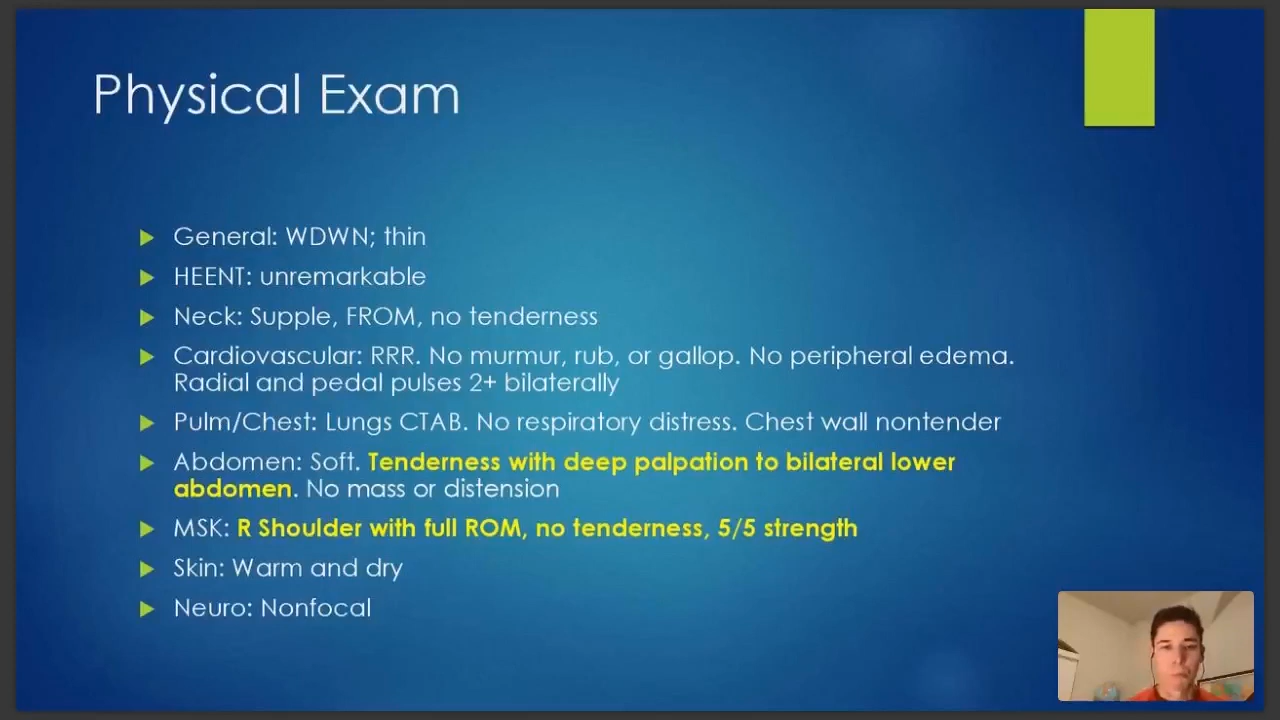 Physical Exam
General: WDWN; thin
HEENT: unremarkable
Neck: Supple, FROM, no tenderness
Cardiovascular: RRR. No murmur, rub, or gallop. No peripheral edema.
Radial and pedal pulses 2+ bilaterally
Pulm/Chest: Lungs CTAB. No respiratory distress. Chest wall nontender
Abdomen: Soft. Tenderness with deep palpation to bilateral lower
abdomen. No mass or distension
MSK: R Shoulder with full ROM, no tenderness, 5/5 strength
Skin: Warm and dry
Neuro: Nonfocal